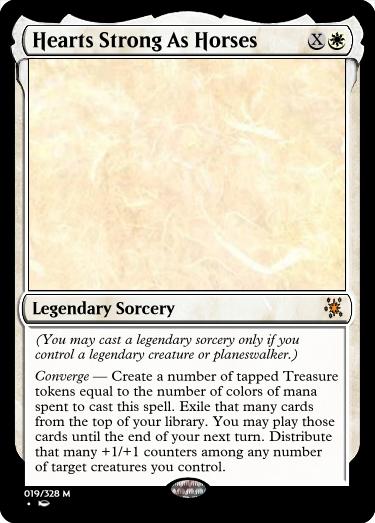 Hearts Strong As Horses
X
Legendary Sorcery
(You may cast a legendary sorcery only if you
control a legendary creature or planeswalker.)
Converge — Create a number of tapped Treasure
tokens equal to the number of colors of mana
spent to cast this spell. Exile that many cards
from the top of your library. You may play those
cards until the end of your next turn. Distribute
that many +1/+1 counters among any
number of target creatures you control.
019/328 M